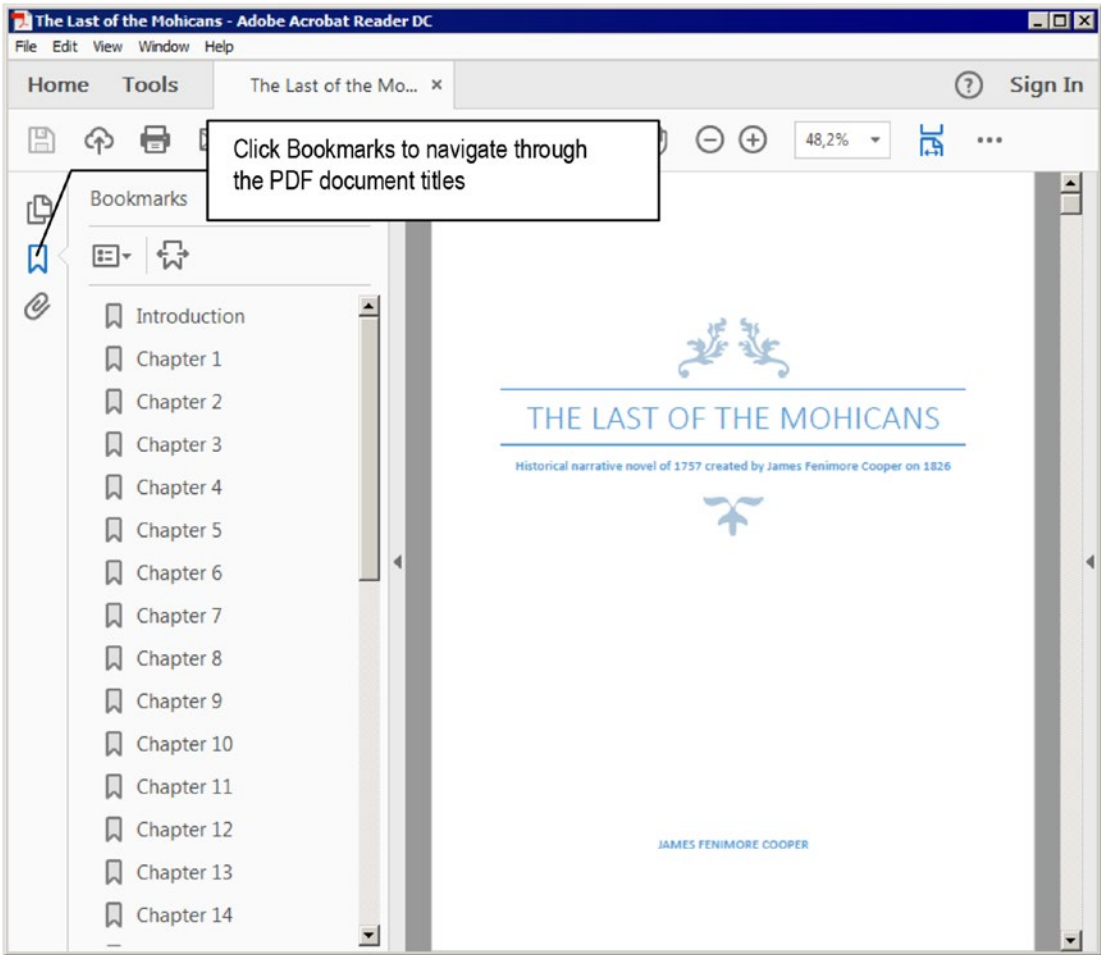 The Last of the Mohicans - Adobe Acrobat Reader DC
File Edit View Window Help
Home Tools The Last of the Mo... × ? Sign In
48,2%
Click Bookmarks to navigate through
the PDF document titles
Bookmarks
Introduction
Chapter 1
Chapter 2
Chapter 3
Chapter 4
Chapter 5
Chapter 6
Chapter 7
Chapter 8
Chapter 9
Chapter 10
Chapter 11
Chapter 12
Chapter 13
Chapter 14
THE LAST OF THE MOHICANS
Historical narrative novel of 1757 created by James Fenimore Cooper on 1826
JAMES FENIMORE COOPER